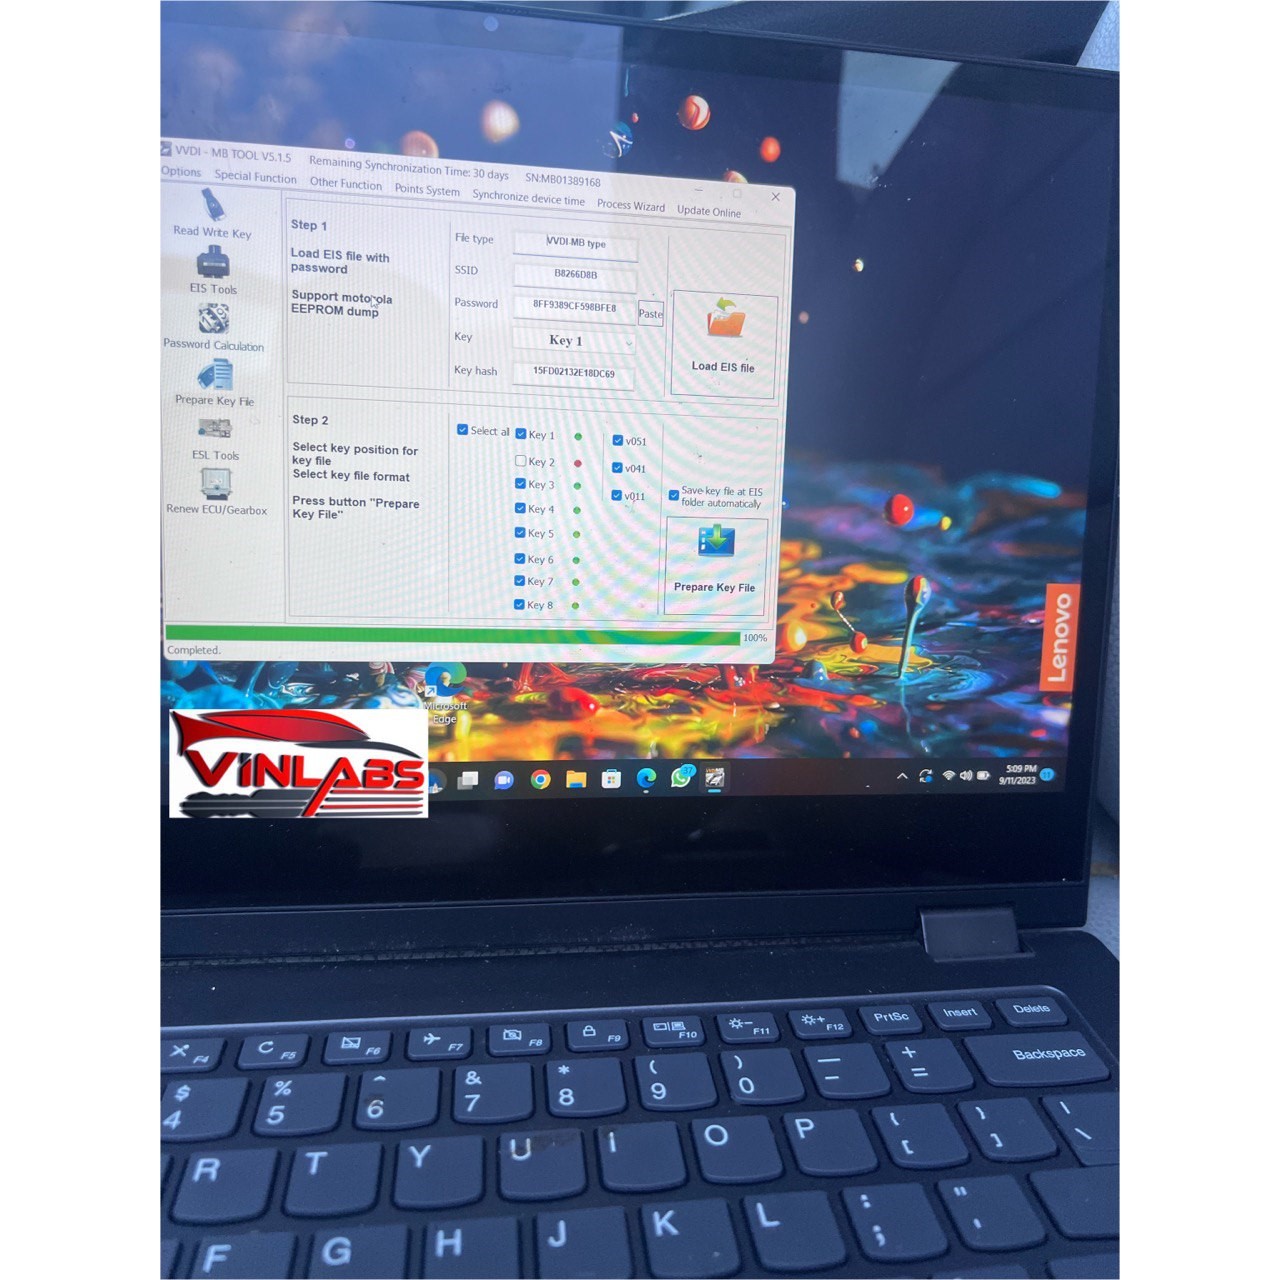 VVDI - MB TOOL V5.1.5 Remaining Synchronization Time: 30 days SN:MB01389168
Options Special Function Other Function Points System Synchronize device time Process Wizard Update Online
Read Write Key
EIS Tools
Password Calculation
Prepare Key File
ESL Tools
Renew ECU/Gearbox
Step 1
Load EIS file with
password
Support motorola
EEPROM dump
File type VVDI-MB type
SSID B8266D8B
Password 8FF9389CF598BFE8 Paste
Key Key 1
Key hash 15FD02132E18DC69
Load EIS file
Step 2
Select key position for
key file
Select key file format
Press button "Prepare
Key File"
Select all
Key 1
Key 2
Key 3
Key 4
Key 5
Key 6
Key 7
Key 8
v051
v041
v011
Save key file at EIS
folder automatically
Prepare Key File
100%
Completed.
Microsoft
Edge
Lenovo
VINLABS
37
5:09 PM
9/11/2023
F4 F5 F6 F7 F8 F9 F10 F11 F12 PrtSc Insert Delete
$ % ^ & * ( ) — + Backspace
4 5 6 7 8 9 0 - =
R T Y U I O P { [ } ] | \
F G H J K L : ; " '